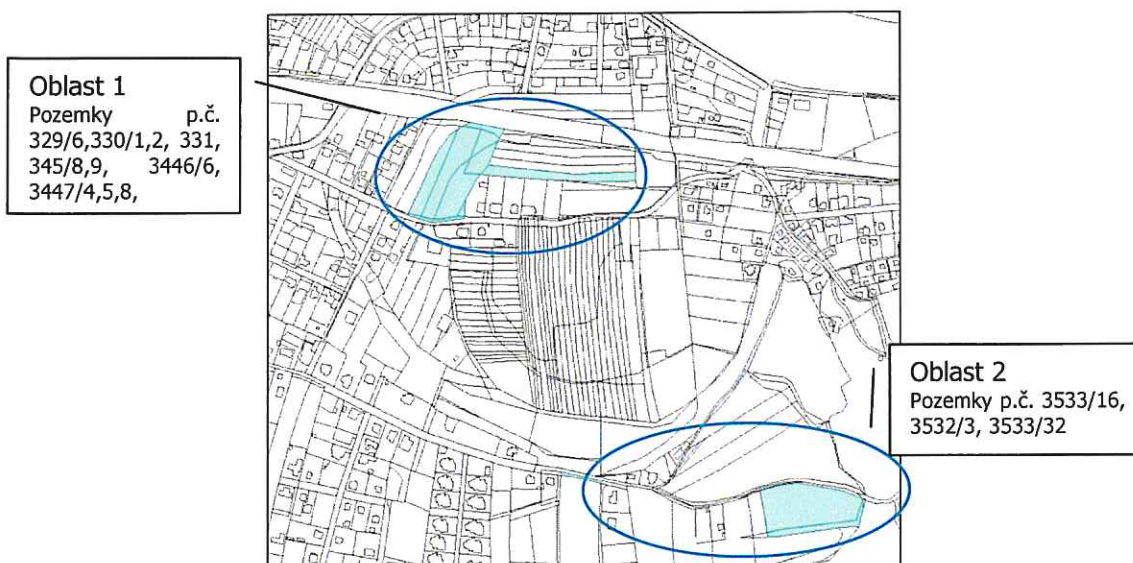 Oblast 1
Pozemky p.č.
329/6,330/1,2, 331,
345/8,9, 3446/6,
3447/4,5,8,
Oblast 2
Pozemky p.č. 3533/16,
3532/3, 3533/32